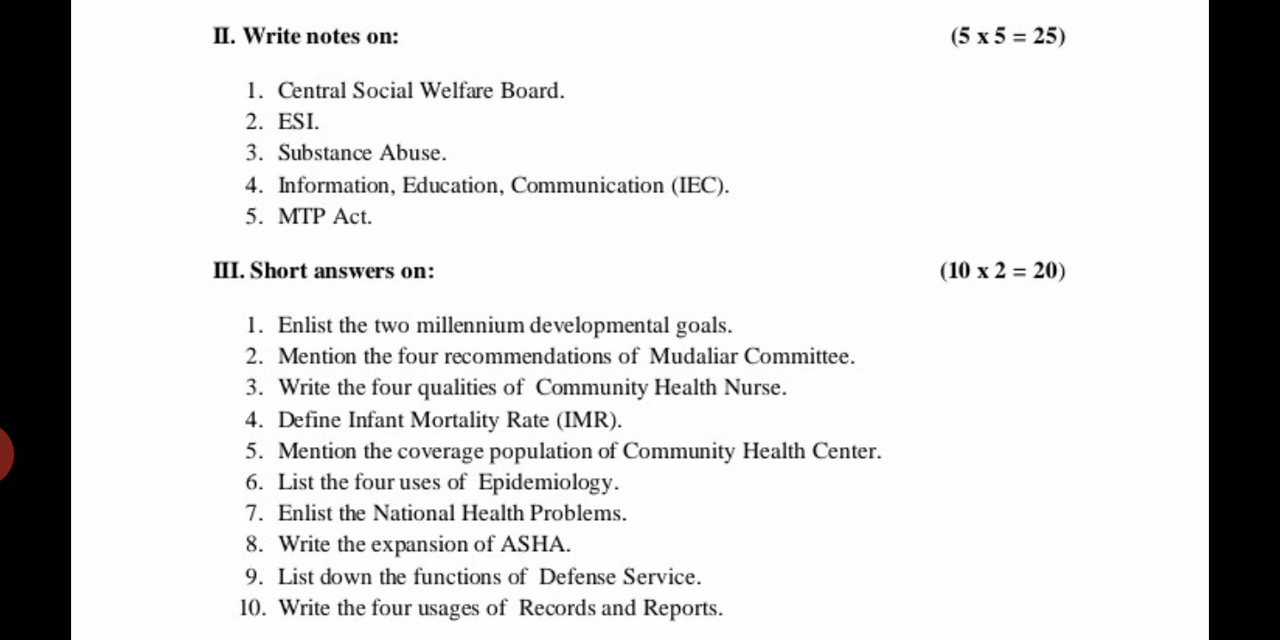 II. Write notes on: (5 x 5 = 25)
1. Central Social Welfare Board.
2. ESI.
3. Substance Abuse.
4. Information, Education, Communication (IEC).
5. MTP Act.
III. Short answers on: (10 x 2 = 20)
1. Enlist the two millennium developmental goals.
2. Mention the four recommendations of Mudaliar Committee.
3. Write the four qualities of Community Health Nurse.
4. Define Infant Mortality Rate (IMR).
5. Mention the coverage population of Community Health Center.
6. List the four uses of Epidemiology.
7. Enlist the National Health Problems.
8. Write the expansion of ASHA.
9. List down the functions of Defense Service.
10. Write the four usages of Records and Reports.